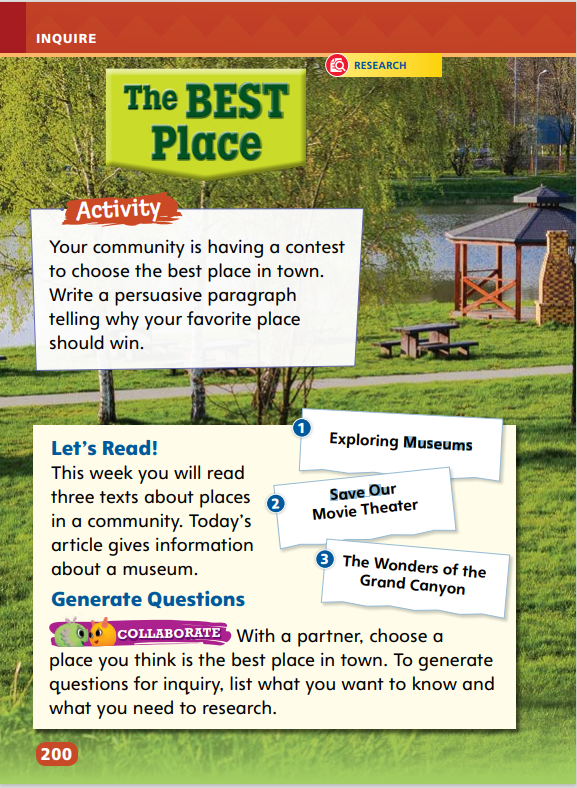 INQUIRE
RESEARCH
The BEST
Place
Activity
Your community is having a contest
to choose the best place in town.
Write a persuasive paragraph
telling why your favorite place
should win.
Let's Read!
This week you will read
three texts about places
in a community. Today's
article gives information
about a museum.
1 Exploring Museums
2 Save Our
Movie Theater
3 The Wonders of the
Grand Canyon
Generate Questions
COLLABORATE With a partner, choose a
place you think is the best place in town. To generate
questions for inquiry, list what you want to know and
what you need to research.
200